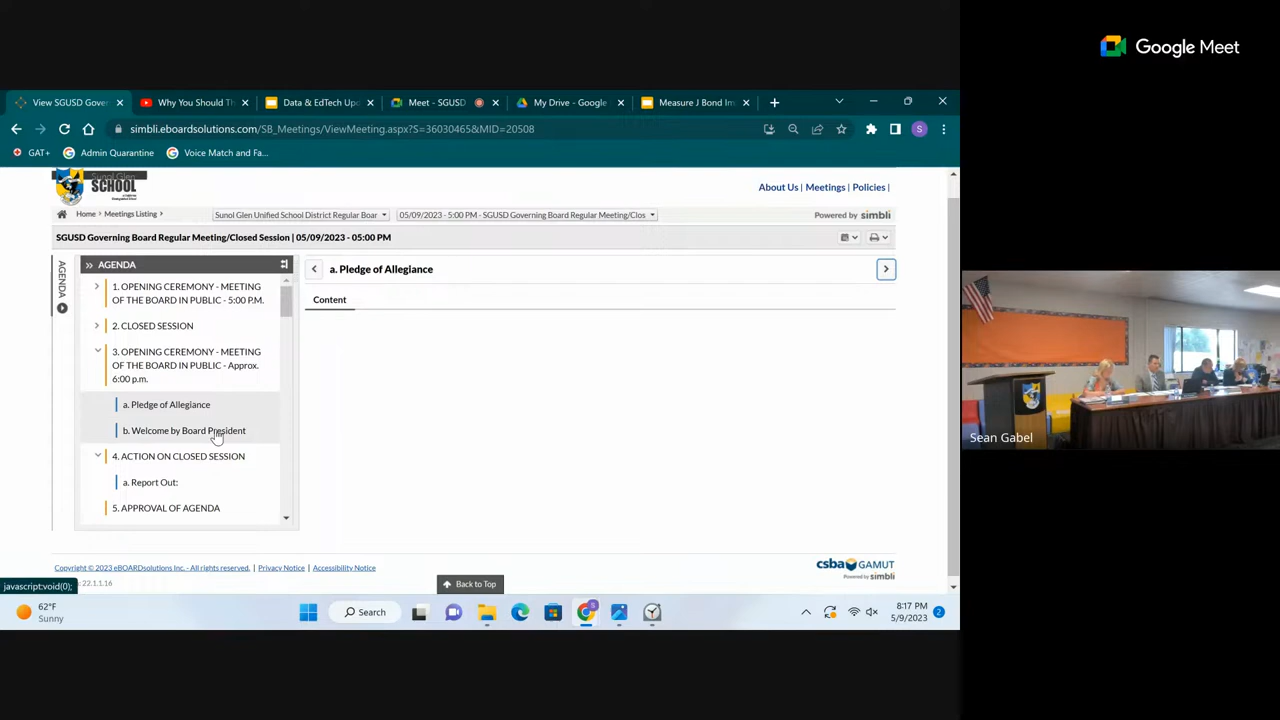 Google Meet
View SGUSD Gover
Why You Should Th
Data & EdTech Up
Meet - SGUSD
My Drive - Google
Measure J Bond Im
simbli.eboardsolutions.com/SB_Meetings/ViewMeeting.aspx?S=36030465&MID=20508
S
GAT+
Admin Quarantine
Voice Match and Fa...
Sunol Glen
SCHOOL
About Us | Meetings | Policies |
Home > Meetings Listing >
Sunol Glen Unified School District Regular Boar
05/09/2023 - 5:00 PM - SGUSD Governing Board Regular Meeting/Clos
Powered by simbli
SGUSD Governing Board Regular Meeting/Closed Session | 05/09/2023 - 05:00 PM
AGENDA
AGENDA
a. Pledge of Allegiance
Content
1. OPENING CEREMONY - MEETING
OF THE BOARD IN PUBLIC - 5:00 P.M.
2. CLOSED SESSION
3. OPENING CEREMONY - MEETING
OF THE BOARD IN PUBLIC - Approx.
6:00 p.m.
a. Pledge of Allegiance
b. Welcome by Board President
4. ACTION ON CLOSED SESSION
a. Report Out:
5. APPROVAL OF AGENDA
Sean Gabel
Copyright © 2023 eBOARDsolutions Inc. - All rights reserved. | Privacy Notice | Accessibility Notice
:22.1.1.16
csba GAMUT
Powered by simbli
Back to Top
javascript:void(0);
62°F
Sunny
Search
8:17 PM
5/9/2023
2